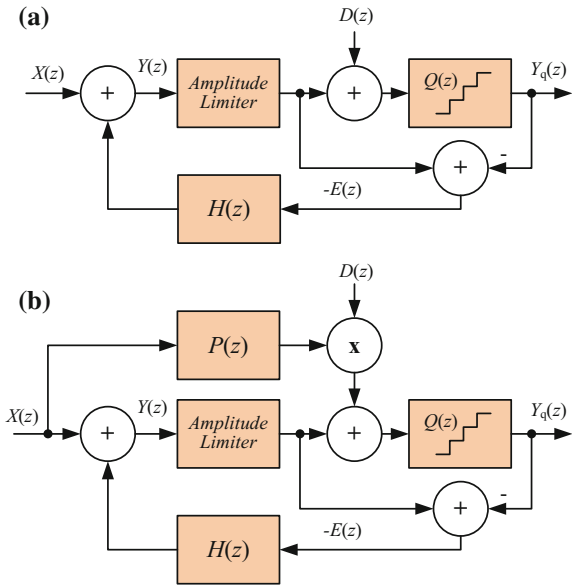 (a)
D(z)
X(z)
Y(z)
Amplitude
Limiter
+
+
Q(z)
Yq(z)
+
-
-E(z)
H(z)
(b)
D(z)
P(z)
x
X(z)
Y(z)
+
Amplitude
Limiter
+
Q(z)
Yq(z)
+
-
-E(z)
H(z)